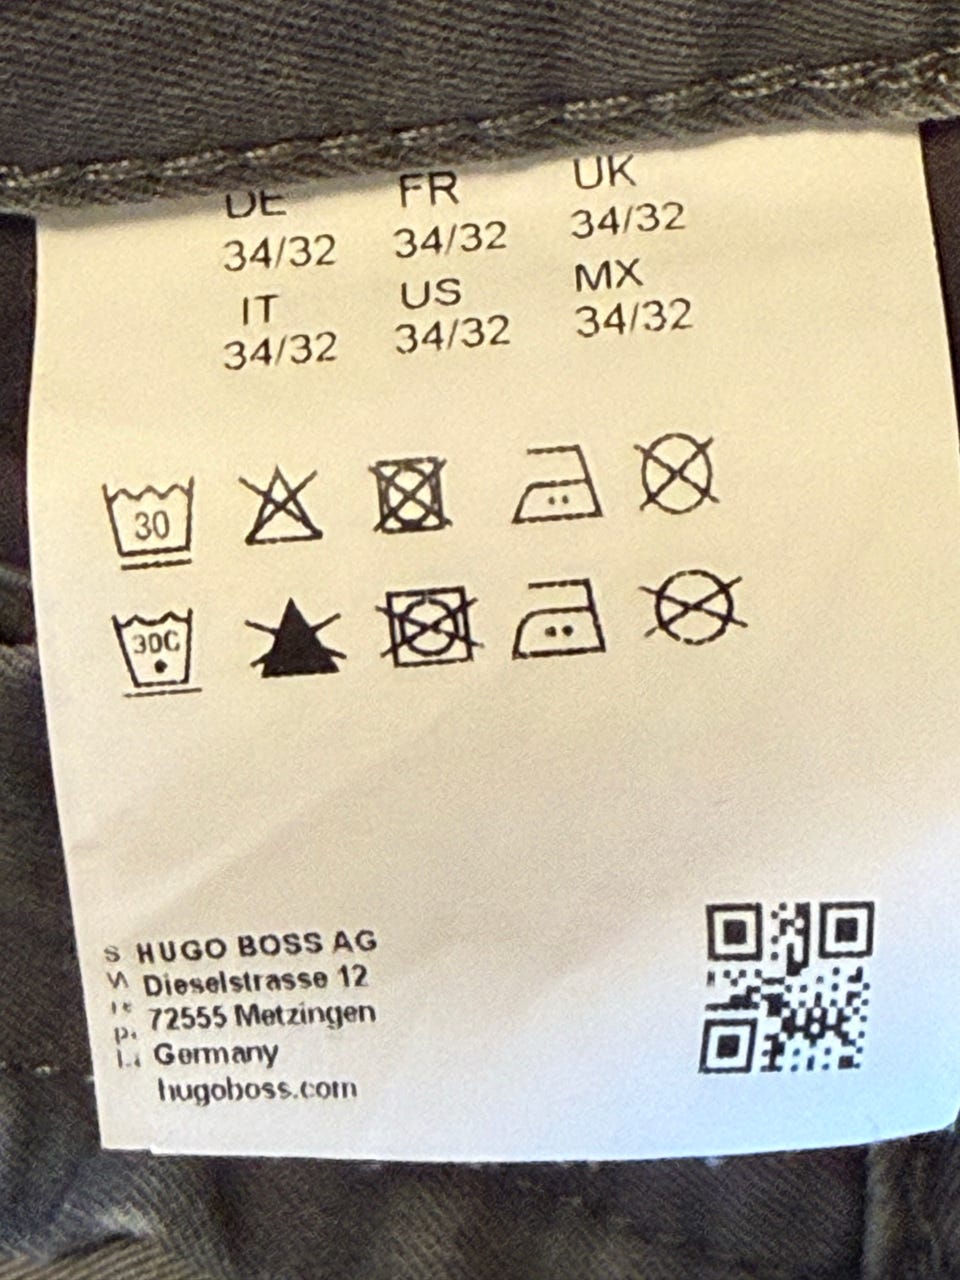 DE FR UK
34/32 34/32 34/32
IT US MX
34/32 34/32 34/32
30
30C
HUGO BOSS AG
Dieselstrasse 12
72555 Metzingen
Germany
hugoboss.com